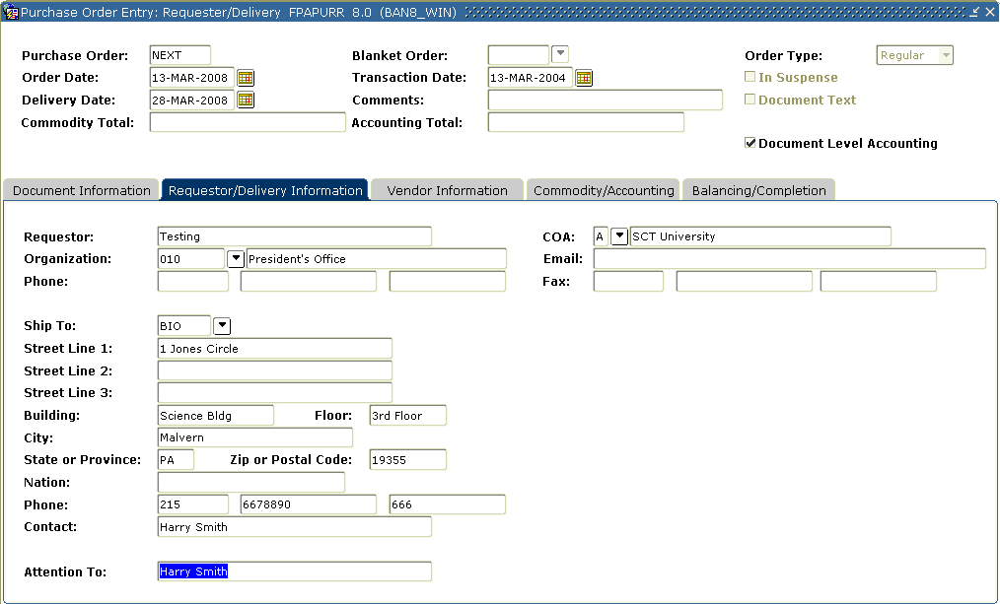 Purchase Order Entry: Requester/Delivery FPAPURR 8.0 (BAN8_WIN)
Purchase Order: NEXT Blanket Order: Order Type: Regular
Order Date: 13-MAR-2008 Transaction Date: 13-MAR-2004 In Suspense
Delivery Date: 28-MAR-2008 Comments: Document Text
Commodity Total: Accounting Total:
Document Level Accounting
Document Information Requestor/Delivery Information Vendor Information Commodity/Accounting Balancing/Completion
Requestor: Testing COA: A SCT University
Organization: 010 President's Office Email:
Phone: Fax:
Ship To: BIO
Street Line 1: 1 Jones Circle
Street Line 2:
Street Line 3:
Building: Science Bldg Floor: 3rd Floor
City: Malvern
State or Province: PA Zip or Postal Code: 19355
Nation:
Phone: 215 6678890 666
Contact: Harry Smith
Attention To: Harry Smith